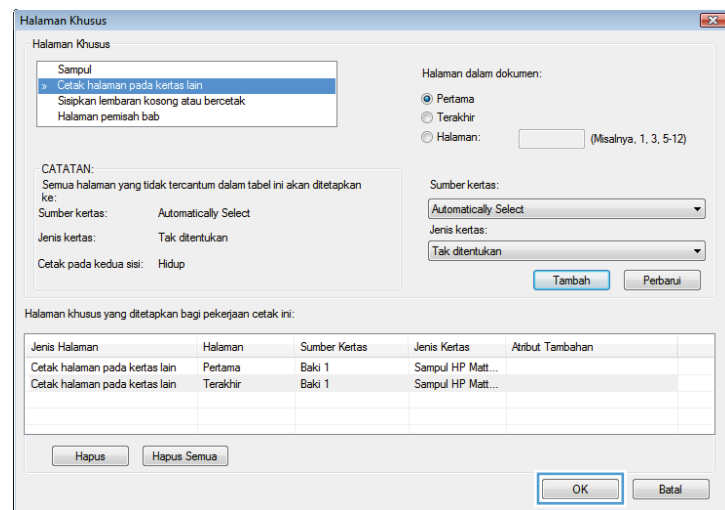 Halaman Khusus
Halaman Khusus
Sampul
» Cetak halaman pada kertas lain
Sisipkan lembaran kosong atau bercetak
Halaman pemisah bab
Halaman dalam dokumen:
Pertama
Terakhir
Halaman: (Misalnya, 1, 3, 5-12)
CATATAN:
Semua halaman yang tidak tercantum dalam tabel ini akan ditetapkan
ke:
Sumber kertas: Automatically Select
Jenis kertas: Tak ditentukan
Cetak pada kedua sisi: Hidup
Sumber kertas:
Automatically Select
Jenis kertas:
Tak ditentukan
Tambah Perbarui
Halaman khusus yang ditetapkan bagi pekerjaan cetak ini:
Jenis Halaman Halaman Sumber Kertas Jenis Kertas Atribut Tambahan
Cetak halaman pada kertas lain Pertama Baki 1 Sampul HP Matt...
Cetak halaman pada kertas lain Terakhir Baki 1 Sampul HP Matt...
Hapus Hapus Semua
OK Batal